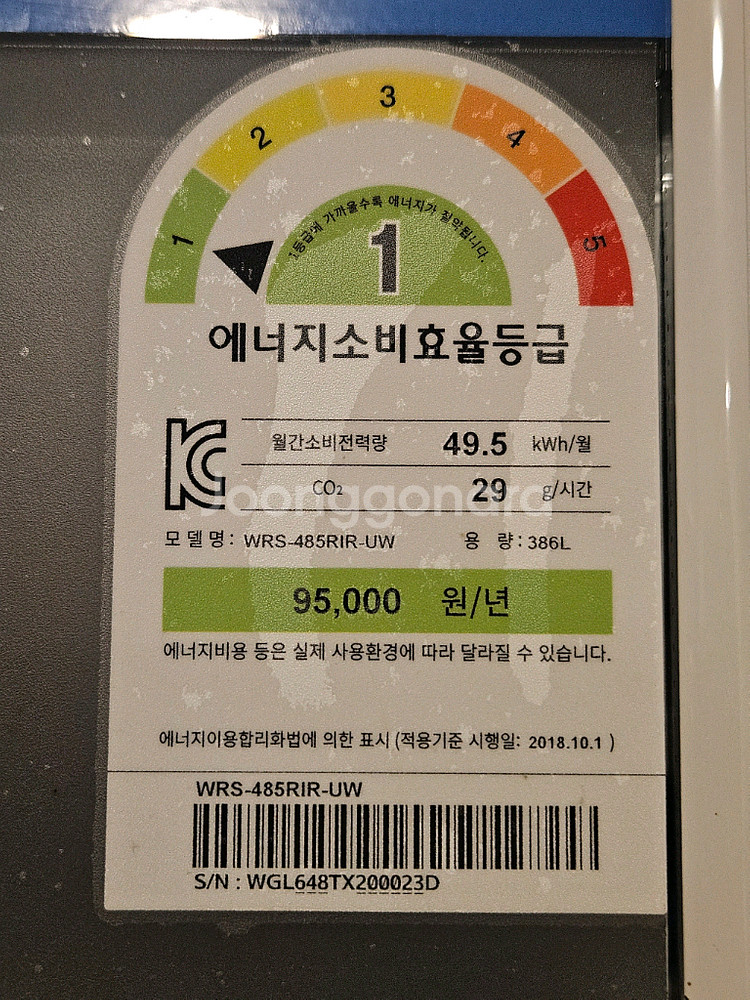 1 2 3 4 5
1등급에 가까울수록 에너지가 절약됩니다.
1
에너지소비효율등급
월간소비전력량 49.5 kWh/월
CO₂ 29 g/시간
Joonggonara
모델명: WRS-485RIR-UW 용 량: 386L
95,000 원/년
에너지비용 등은 실제 사용환경에 따라 달라질 수 있습니다.
에너지이용합리화법에 의한 표시 (적용기준 시행일: 2018.10.1 )
WRS-485RIR-UW
S/N : WGL648TX200023D